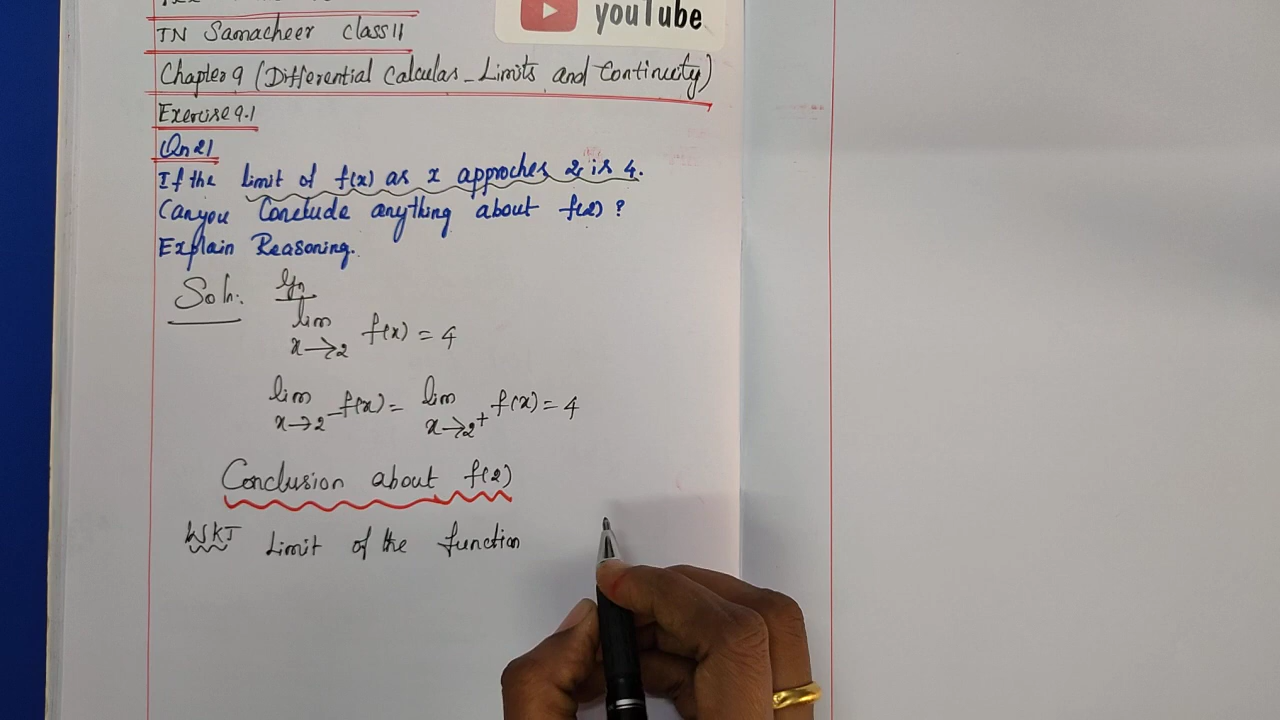 youTube
TN Samacheer class 11
Chapter 9 (Differential Calculas - Limits and Continuity)
Exercise 9.1
Qn 21
If the limit of f(x) as x approches 2 is 4.
Can you Conclude anything about f(2) ?
Explain Reasoning.
Soln. Gn
lim x→2 f(x) = 4
lim x→2⁻ f(x) = lim x→2⁺ f(x) = 4
Conclusion about f(2)
WKT Limit of the function